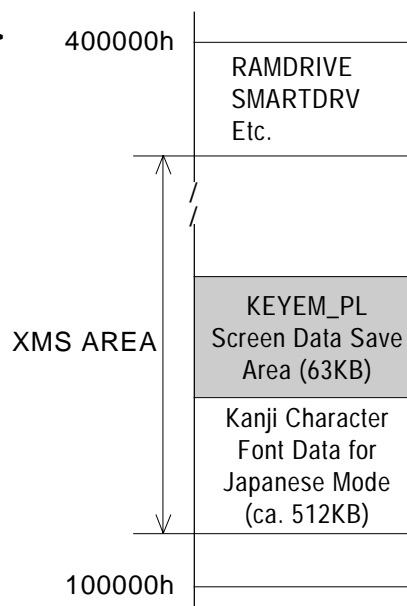 400000h
RAMDRIVE
SMARTDRV
Etc.
XMS AREA
KEYEM_PL
Screen Data Save
Area (63KB)
Kanji Character
Font Data for
Japanese Mode
(ca. 512KB)
100000h